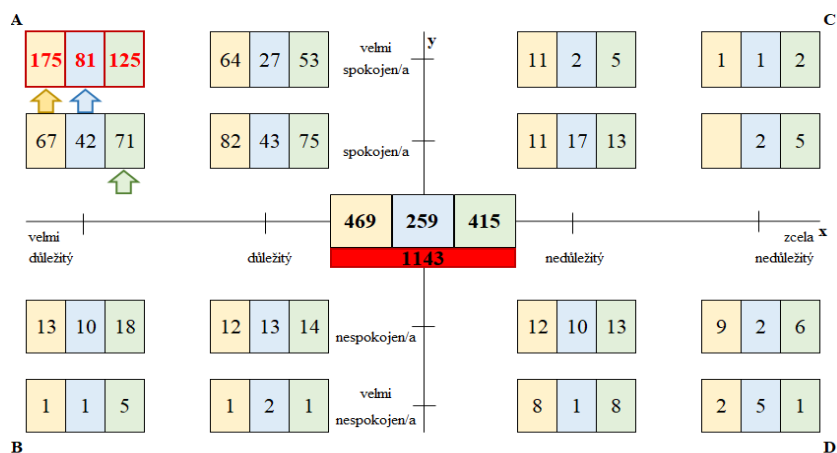 A
C
y
175 81 125
64 27 53
velmi
spokojen/a
11 2 5
1 1 2
67 42 71
82 43 75
spokojen/a
11 17 13
2 5
469 259 415
1143
x
velmi
důležitý
důležitý
nedůležitý
zcela
nedůležitý
13 10 18
12 13 14
nespokojen/a
12 10 13
9 2 6
1 1 5
1 2 1
velmi
nespokojen/a
8 1 8
2 5 1
B
D